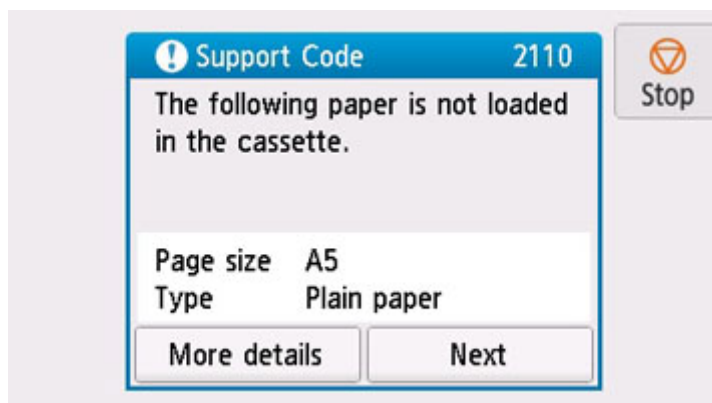 Support Code 2110
Stop
The following paper is not loaded
in the cassette.
Page size A5
Type Plain paper
More details Next